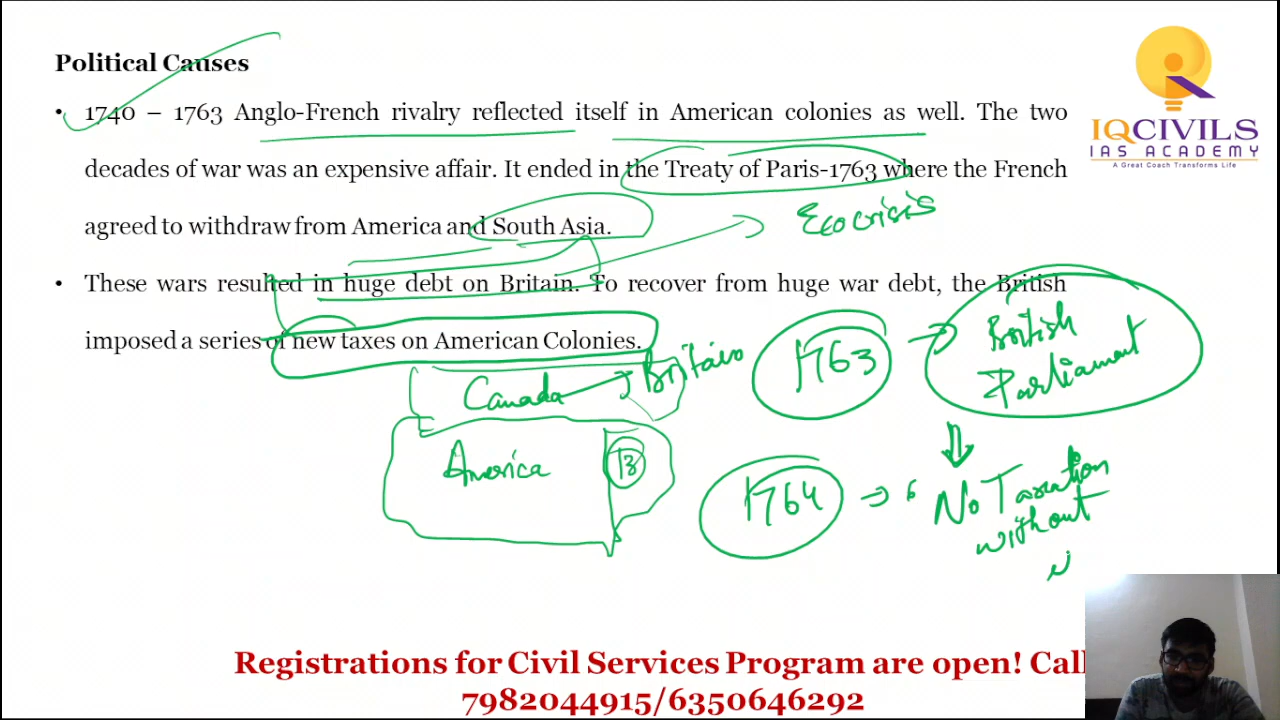 Political Causes
• 1740 – 1763 Anglo-French rivalry reflected itself in American colonies as well. The two
decades of war was an expensive affair. It ended in the Treaty of Paris-1763 where the French
agreed to withdraw from America and South Asia.
• These wars resulted in huge debt on Britain. To recover from huge war debt, the British
imposed a series of new taxes on American Colonies.
IQCIVILS
IAS ACADEMY
A Great Coach Transforms Life
Eco crisis
1763
British
Parliament
Canada → Britain
America
13
1764 →
No Taxation
without
Registrations for Civil Services Program are open! Call
7982044915/6350646292